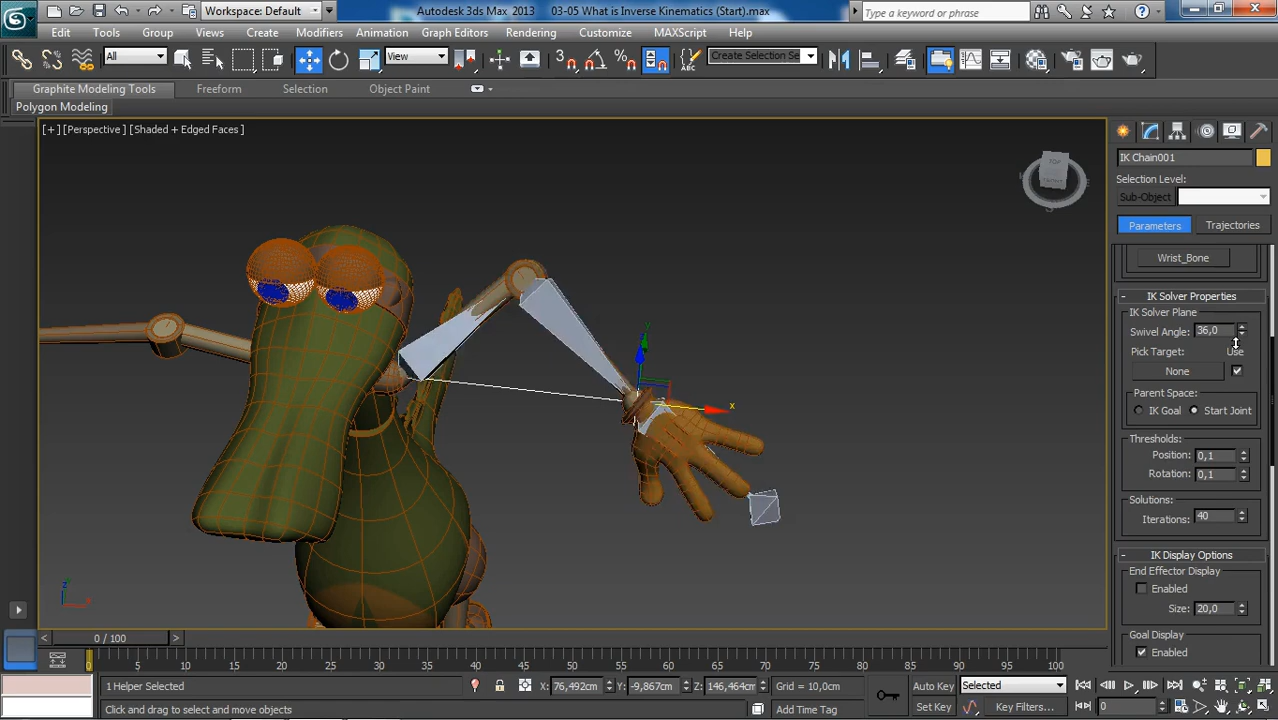 Workspace: Default
Autodesk 3ds Max 2013
03-05 What is Inverse Kinematics (Start).max
Type a keyword or phrase
Edit Tools Group Views Create Modifiers Animation Graph Editors Rendering Customize MAXScript Help
All
View
3
Create Selection Se
Graphite Modeling Tools Freeform Selection Object Paint
Polygon Modeling
[+] [Perspective] [Shaded + Edged Faces]
TOP
IK Chain001
Selection Level:
Sub-Object
Parameters Trajectories
Wrist_Bone
- IK Solver Properties
IK Solver Plane
Swivel Angle: 36,0
Pick Target: Use
None
Parent Space:
IK Goal Start Joint
Thresholds:
Position: 0,1
Rotation: 0,1
Solutions:
Iterations: 40
- IK Display Options
End Effector Display
Enabled
Size: 20,0
Goal Display
Enabled
y
x
z
x
< 0 / 100 >
0 5 10 15 20 25 30 35 40 45 50 55 60 65 70 75 80 85 90 95 100
1 Helper Selected
X: 76,492cm Y: -9,867cm Z: 146,464cm Grid = 10,0cm
Auto Key Selected
Click and drag to select and move objects
Add Time Tag
Set Key Key Filters... 0